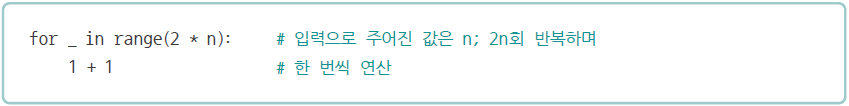 for _ in range(2 * n):    # 입력으로 주어진 값은 n; 2n회 반복하며
    1 + 1                 # 한 번씩 연산